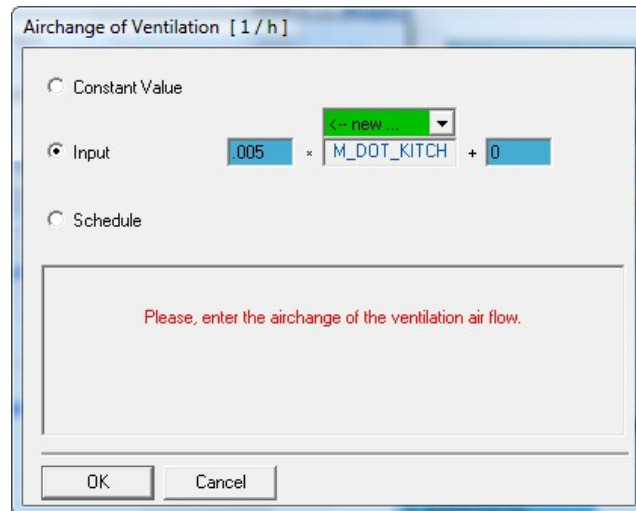 Airchange of Ventilation [ 1 / h ]
Constant Value
<-- new ...
Input .005 × M_DOT_KITCH + 0
Schedule
Please, enter the airchange of the ventilation air flow.
OK Cancel